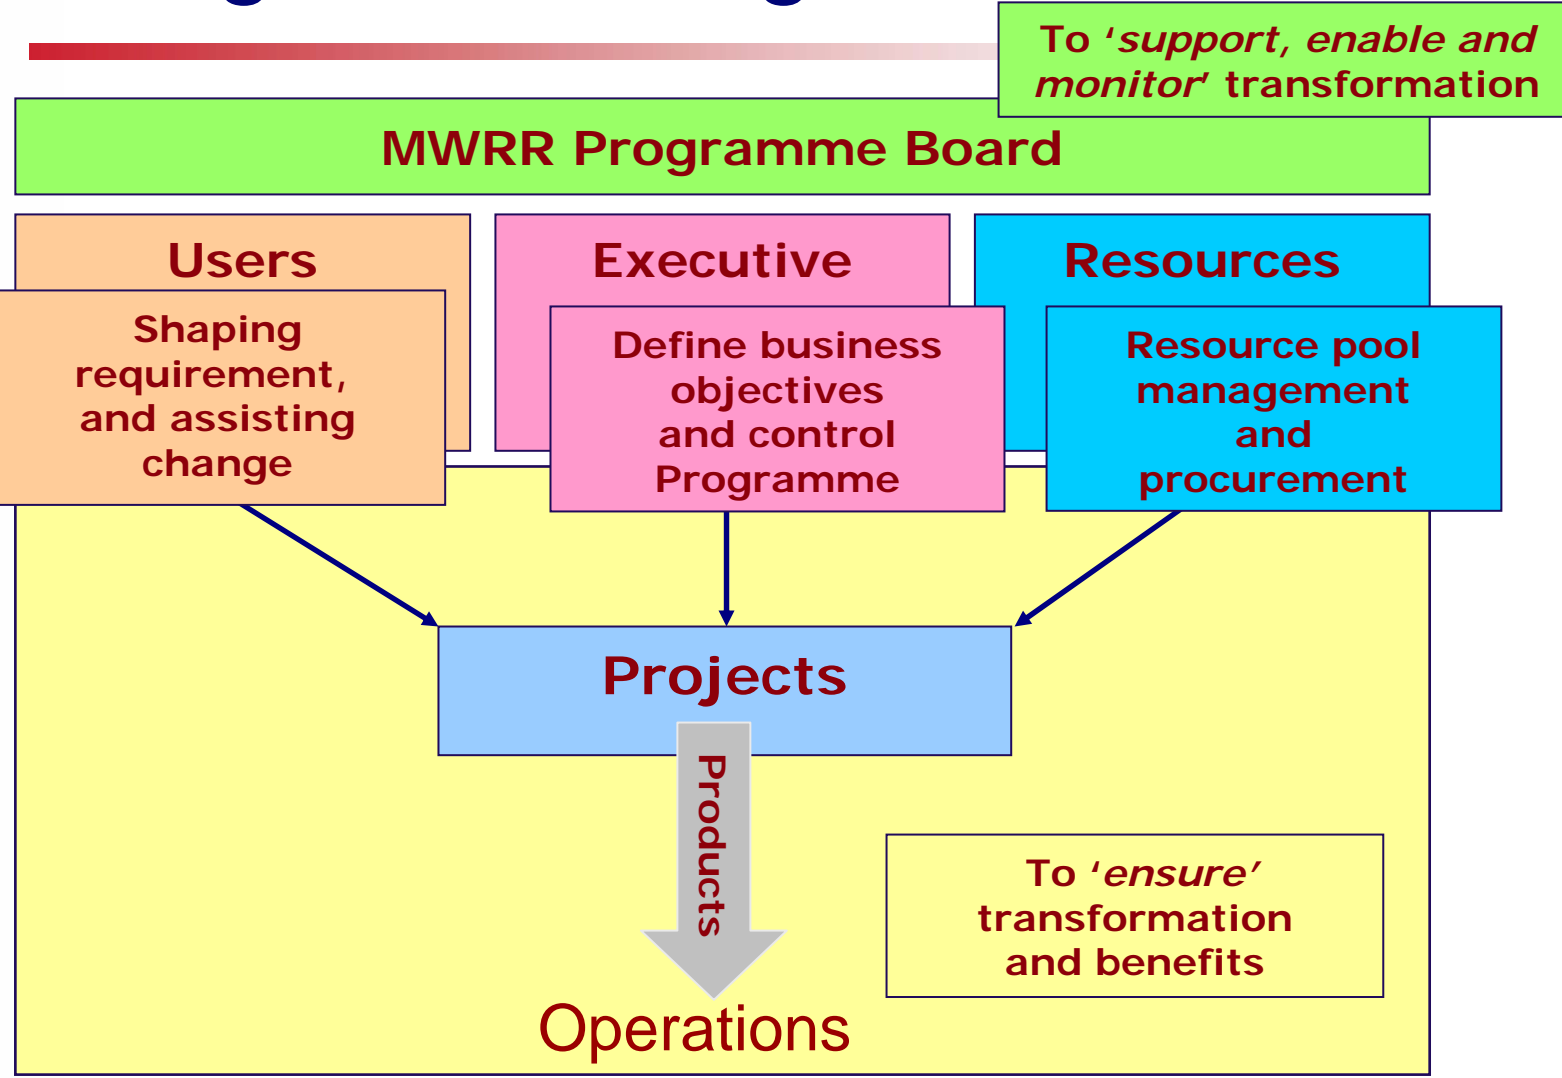 To ‘support, enable and
monitor’ transformation
MWRR Programme Board
Users
Executive
Resources
Shaping
requirement,
and assisting
change
Define business
objectives
and control
Programme
Resource pool
management
and
procurement
Projects
Products
To ‘ensure’
transformation
and benefits
Operations